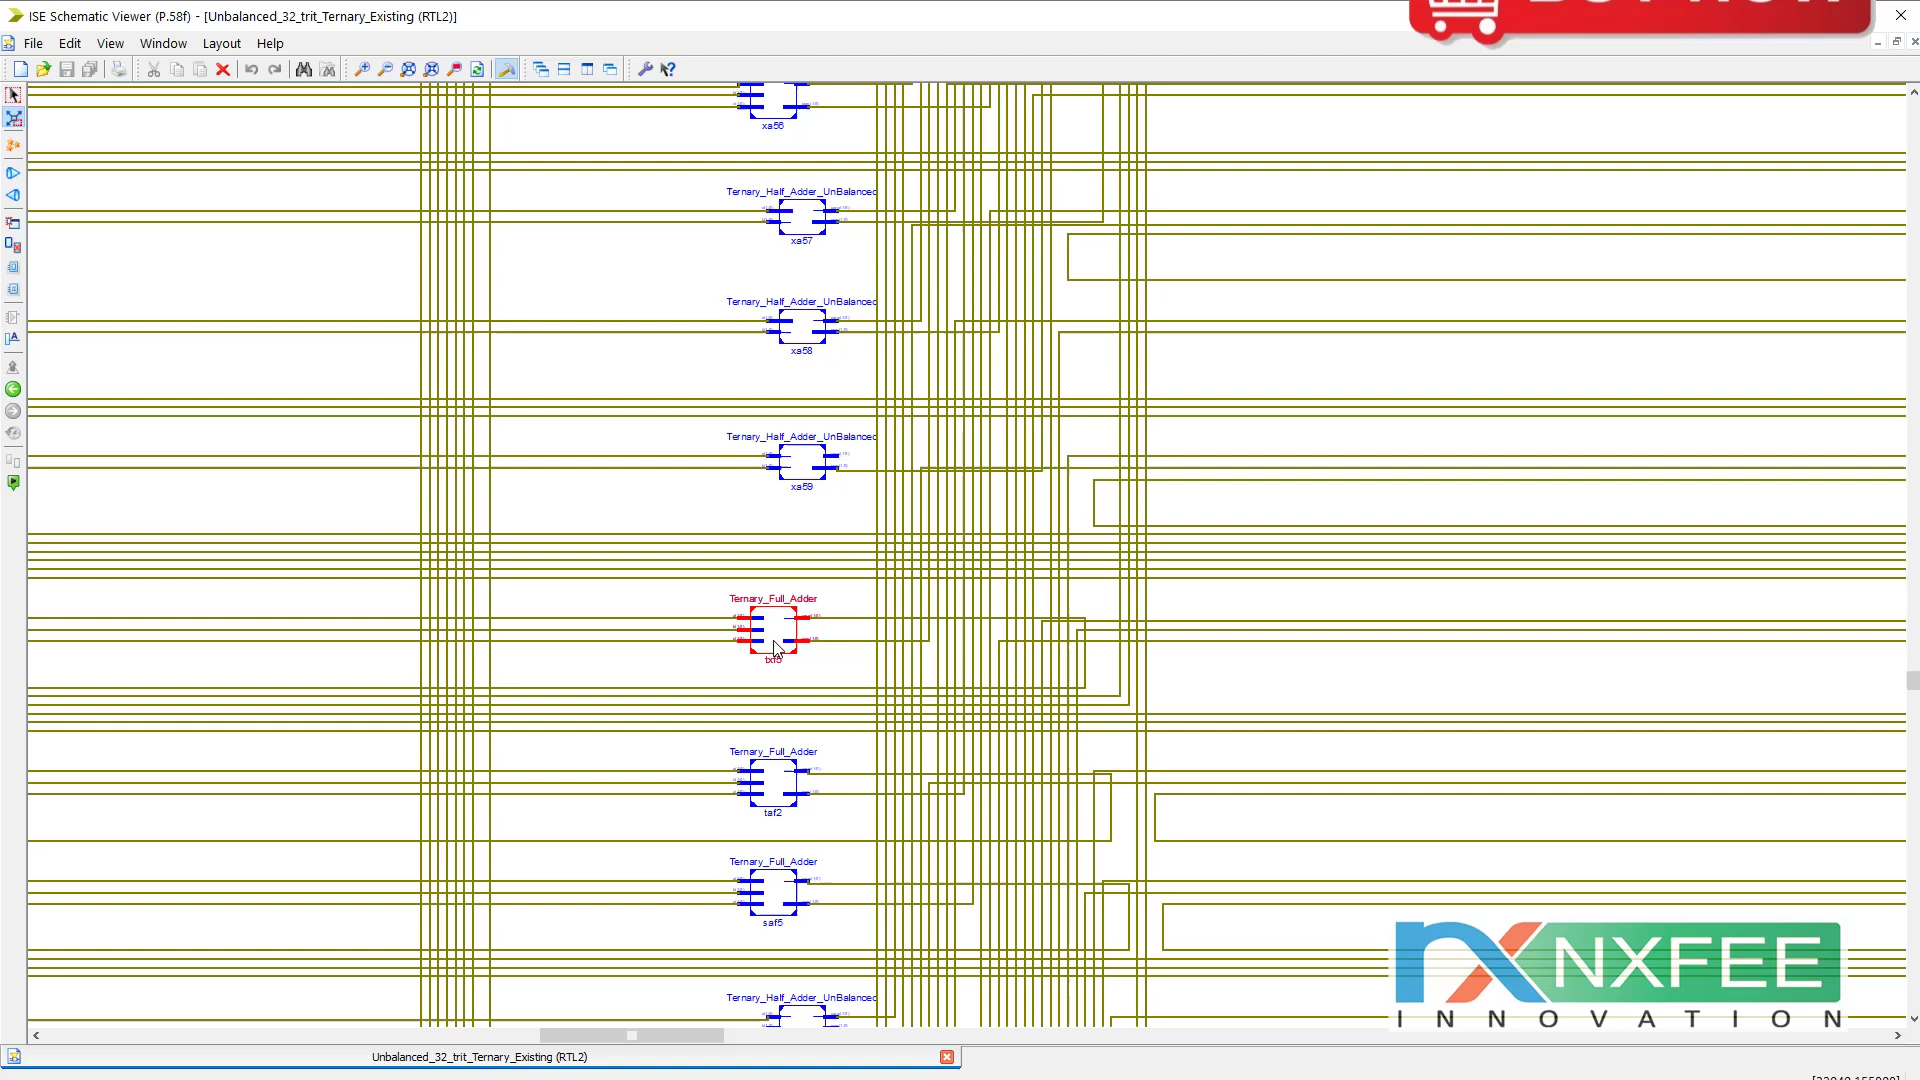 ISE Schematic Viewer (P.58f) - [Unbalanced_32_trit_Ternary_Existing (RTL2)]
File Edit View Window Layout Help
xa56
Ternary_Half_Adder_UnBalanced
xa57
Ternary_Half_Adder_UnBalanced
xa58
Ternary_Half_Adder_UnBalanced
xa59
Ternary_Full_Adder
Ternary_Full_Adder
taf2
Ternary_Full_Adder
saf5
Ternary_Half_Adder_UnBalanced
NXFEE
INNOVATION
Unbalanced_32_trit_Ternary_Existing (RTL2)